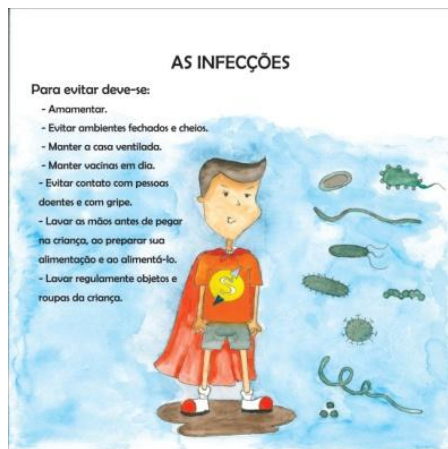 AS INFECÇÕES
Para evitar deve-se:
- Amamentar.
- Evitar ambientes fechados e cheios.
- Manter a casa ventilada.
- Manter vacinas em dia.
- Evitar contato com pessoas
doentes e com gripe.
- Lavar as mãos antes de pegar
na criança, ao preparar sua
alimentação e ao alimentá-lo.
- Lavar regulamente objetos e
roupas da criança.
S